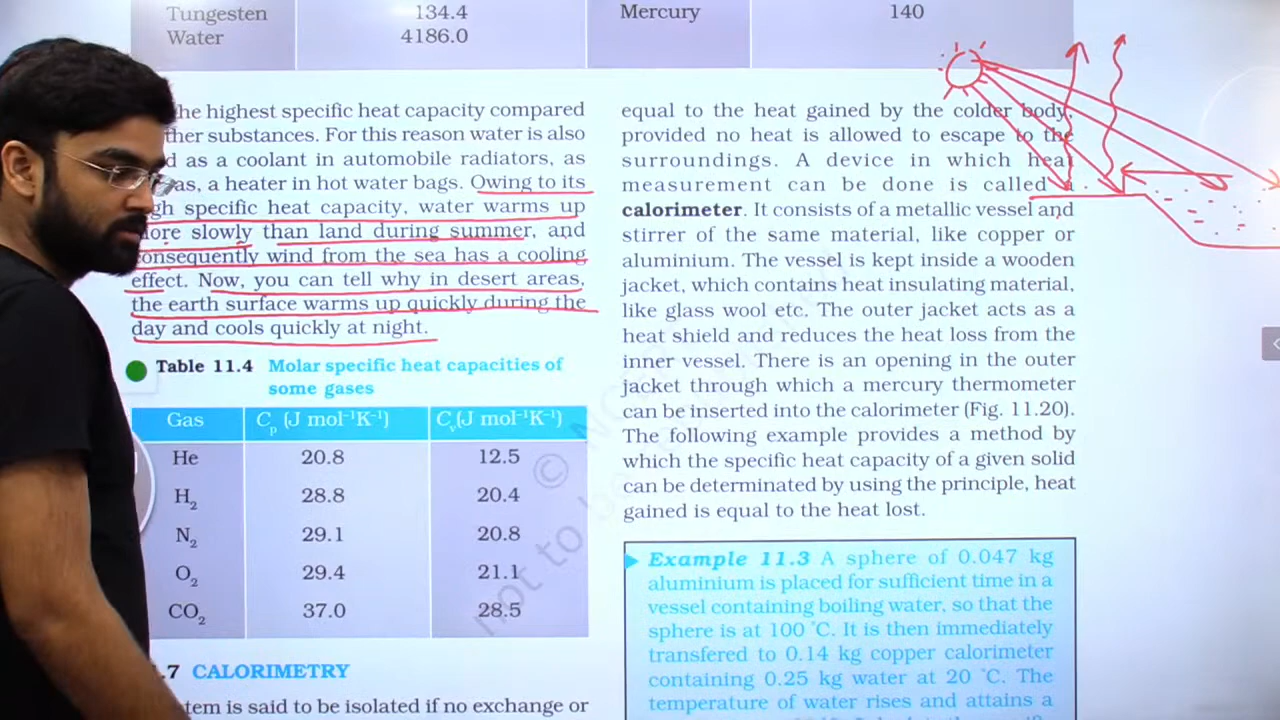 Tungesten 134.4 Mercury 140
Water 4186.0
he highest specific heat capacity compared
ther substances. For this reason water is also
d as a coolant in automobile radiators, as
as, a heater in hot water bags. Owing to its
gh specific heat capacity, water warms up
ore slowly than land during summer, and
onsequently wind from the sea has a cooling
effect. Now, you can tell why in desert areas,
the earth surface warms up quickly during the
day and cools quickly at night.
Table 11.4 Molar specific heat capacities of
some gases
Gas Cp (J mol⁻¹K⁻¹) Cv(J mol⁻¹K⁻¹)
He 20.8 12.5
H₂ 28.8 20.4
N₂ 29.1 20.8
O₂ 29.4 21.1
CO₂ 37.0 28.5
.7 CALORIMETRY
tem is said to be isolated if no exchange or
equal to the heat gained by the colder body,
provided no heat is allowed to escape to the
surroundings. A device in which heat
measurement can be done is called a
calorimeter. It consists of a metallic vessel and
stirrer of the same material, like copper or
aluminium. The vessel is kept inside a wooden
jacket, which contains heat insulating material,
like glass wool etc. The outer jacket acts as a
heat shield and reduces the heat loss from the
inner vessel. There is an opening in the outer
jacket through which a mercury thermometer
can be inserted into the calorimeter (Fig. 11.20).
The following example provides a method by
which the specific heat capacity of a given solid
can be determinated by using the principle, heat
gained is equal to the heat lost.
Example 11.3 A sphere of 0.047 kg
aluminium is placed for sufficient time in a
vessel containing boiling water, so that the
sphere is at 100 °C. It is then immediately
transfered to 0.14 kg copper calorimeter
containing 0.25 kg water at 20 °C. The
temperature of water rises and attains a